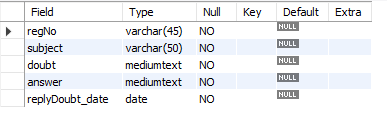 Field Type Null Key Default Extra
regNo varchar(45) NO NULL
subject varchar(50) NO NULL
doubt mediumtext NO NULL
answer mediumtext NO NULL
replyDoubt_date date NO NULL